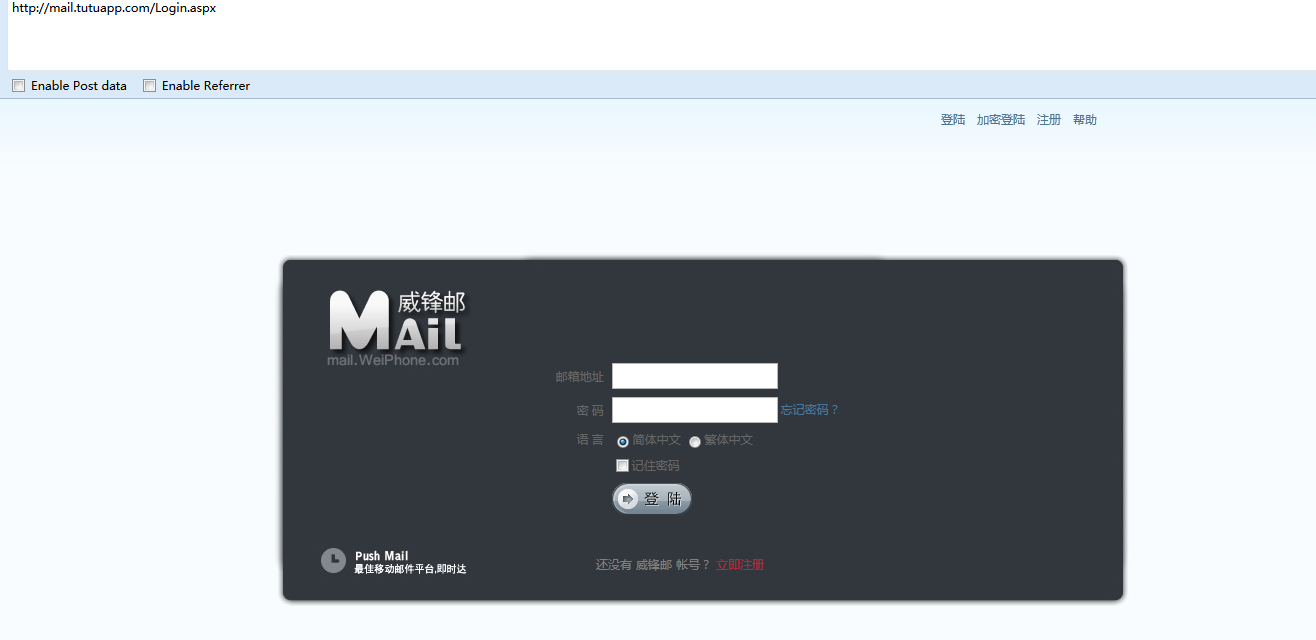 http://mail.tutuapp.com/Login.aspx
Enable Post data Enable Referrer
登陆 加密登陆 注册 帮助
威锋邮
MAiL
mail.WeiPhone.com
邮箱地址
密 码 忘记密码？
语 言 简体中文 繁体中文
记住密码
登 陆
Push Mail
最佳移动邮件平台,即时达
还没有 威锋邮 帐号？ 立即注册